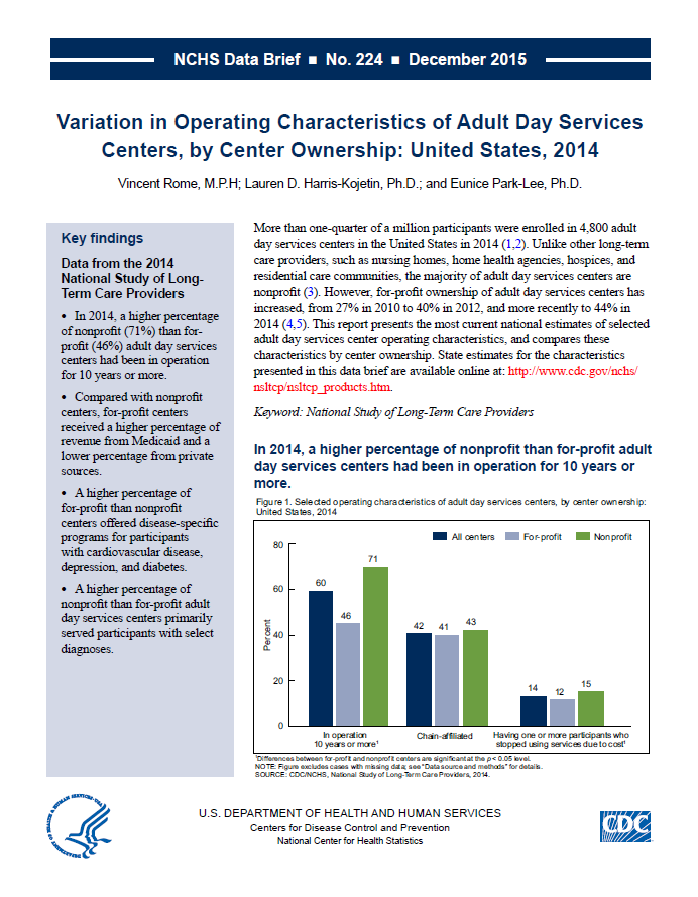 NCHS Data Brief ■ No. 224 ■ December 2015
Variation in Operating Characteristics of Adult Day Services
Centers, by Center Ownership: United States, 2014
Vincent Rome, M.P.H; Lauren D. Harris-Kojetin, Ph.D.; and Eunice Park-Lee, Ph.D.
Key findings
Data from the 2014
National Study of Long-
Term Care Providers
• In 2014, a higher percentage
of nonprofit (71%) than for-
profit (46%) adult day services
centers had been in operation
for 10 years or more.
• Compared with nonprofit
centers, for-profit centers
received a higher percentage of
revenue from Medicaid and a
lower percentage from private
sources.
• A higher percentage of
for-profit than nonprofit
centers offered disease-specific
programs for participants
with cardiovascular disease,
depression, and diabetes.
• A higher percentage of
nonprofit than for-profit adult
day services centers primarily
served participants with select
diagnoses.
More than one-quarter of a million participants were enrolled in 4,800 adult
day services centers in the United States in 2014 (1,2). Unlike other long-term
care providers, such as nursing homes, home health agencies, hospices, and
residential care communities, the majority of adult day services centers are
nonprofit (3). However, for-profit ownership of adult day services centers has
increased, from 27% in 2010 to 40% in 2012, and more recently to 44% in
2014 (4,5). This report presents the most current national estimates of selected
adult day services center operating characteristics, and compares these
characteristics by center ownership. State estimates for the characteristics
presented in this data brief are available online at: http://www.cdc.gov/nchs/
nsltcp/nsltcp_products.htm.
Keyword: National Study of Long-Term Care Providers
In 2014, a higher percentage of nonprofit than for-profit adult
day services centers had been in operation for 10 years or
more.
Figure 1. Selected operating characteristics of adult day services centers, by center ownership:
United States, 2014
All centers For-profit Nonprofit
Percent
80
60
40
20
0
60
46
71
42
41
43
14
12
15
In operation
10 years or more¹
Chain-affiliated
Having one or more participants who
stopped using services due to cost¹
¹Differences between for-profit and nonprofit centers are significant at the p < 0.05 level.
NOTE: Figure excludes cases with missing data; see "Data source and methods" for details.
SOURCE: CDC/NCHS, National Study of Long-Term Care Providers, 2014.
U.S. DEPARTMENT OF HEALTH AND HUMAN SERVICES
Centers for Disease Control and Prevention
National Center for Health Statistics
CDC